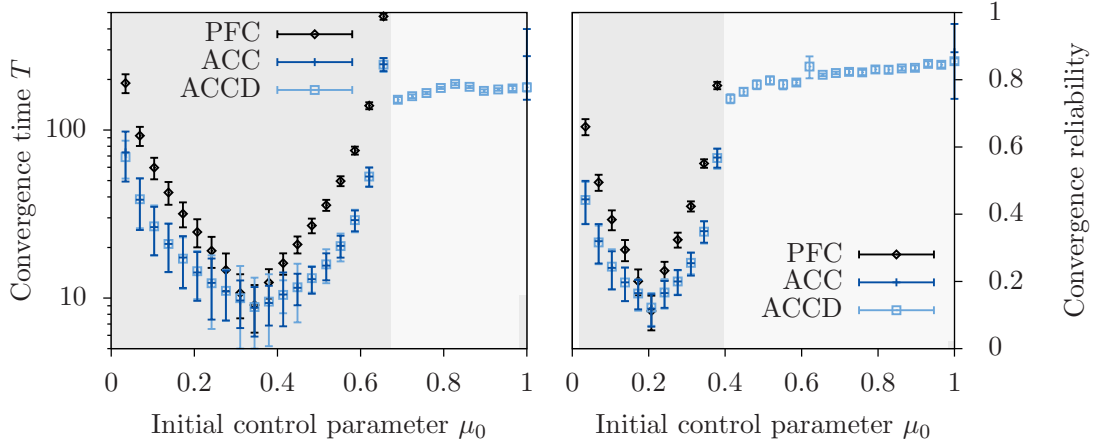 Convergence time T
100
10
PFC
ACC
ACCD
0
0.2
0.4
0.6
0.8
1
Initial control parameter μ0
PFC
ACC
ACCD
0
0.2
0.4
0.6
0.8
1
Initial control parameter μ0
1
0.8
0.6
0.4
0.2
0
Convergence reliability